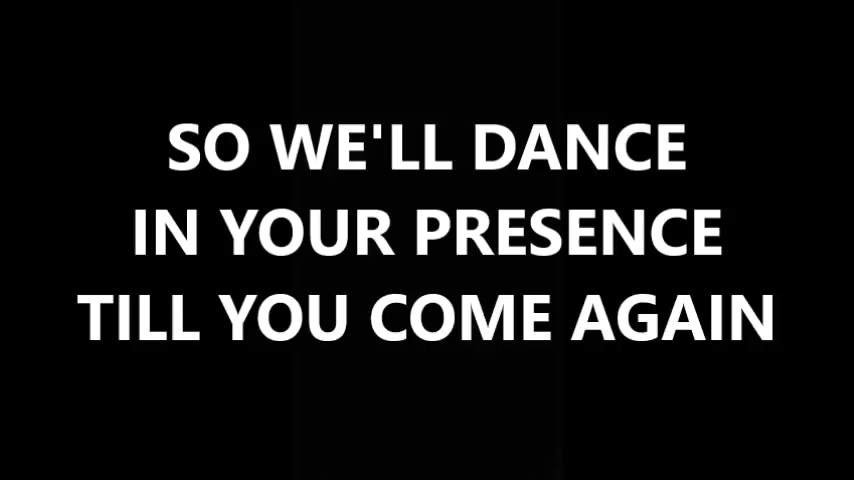 SO WE'LL DANCE
IN YOUR PRESENCE
TILL YOU COME AGAIN